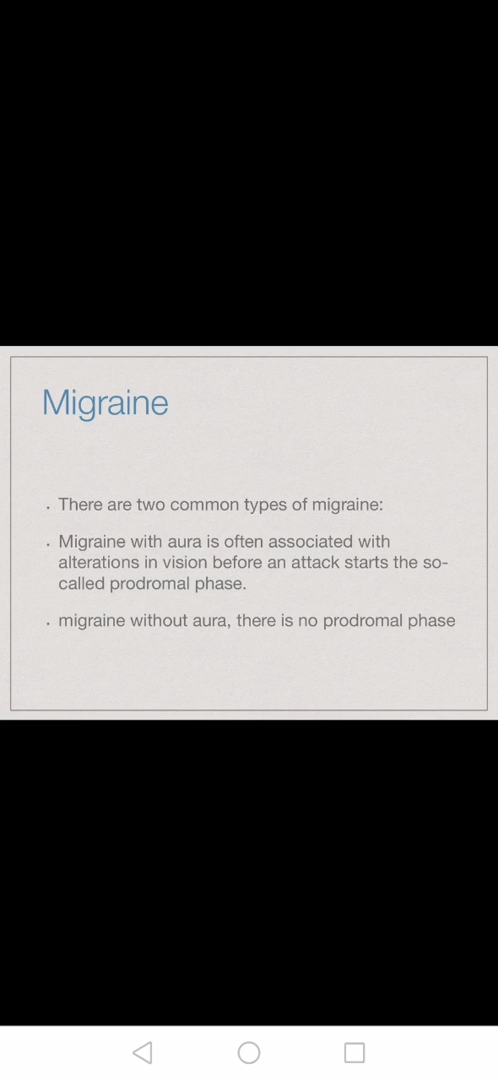 Migraine
• There are two common types of migraine:
• Migraine with aura is often associated with
alterations in vision before an attack starts the so-
called prodromal phase.
• migraine without aura, there is no prodromal phase